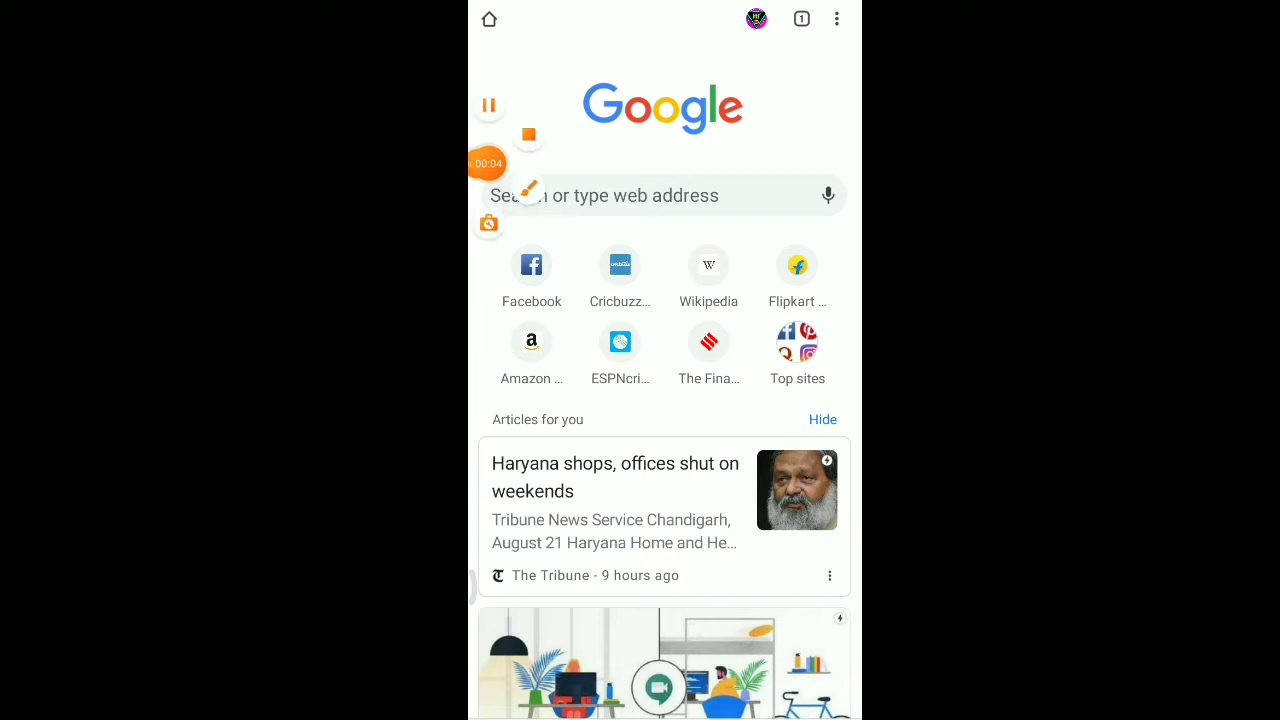 1
Google
00:04
Search or type web address
Facebook
Cricbuzz...
Wikipedia
Flipkart ...
Amazon ...
ESPNcri...
The Fina...
Top sites
Articles for you
Hide
Haryana shops, offices shut on
weekends
Tribune News Service Chandigarh,
August 21 Haryana Home and He...
The Tribune - 9 hours ago